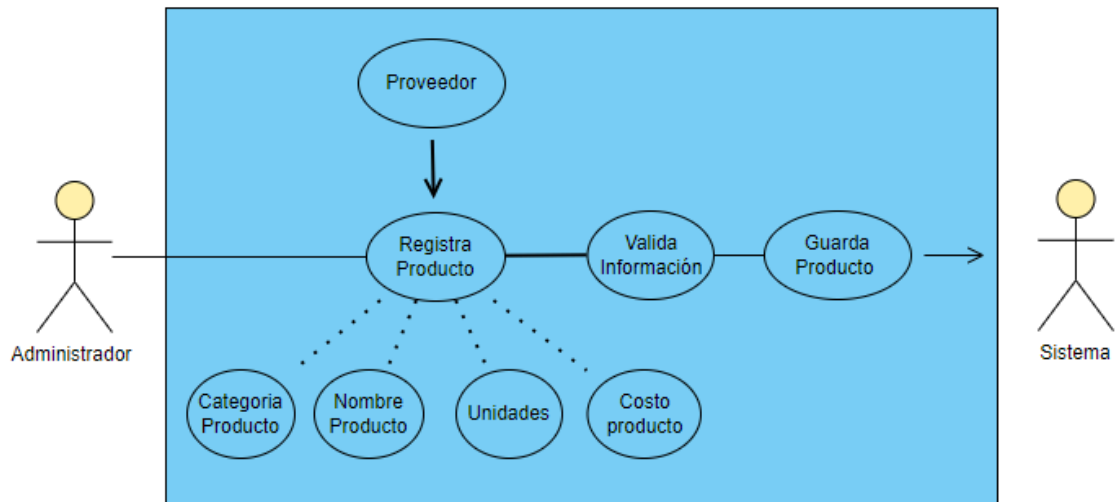 Proveedor
Registra
Producto
Valida
Información
Guarda
Producto
Administrador
Sistema
Categoria
Producto
Nombre
Producto
Unidades
Costo
producto